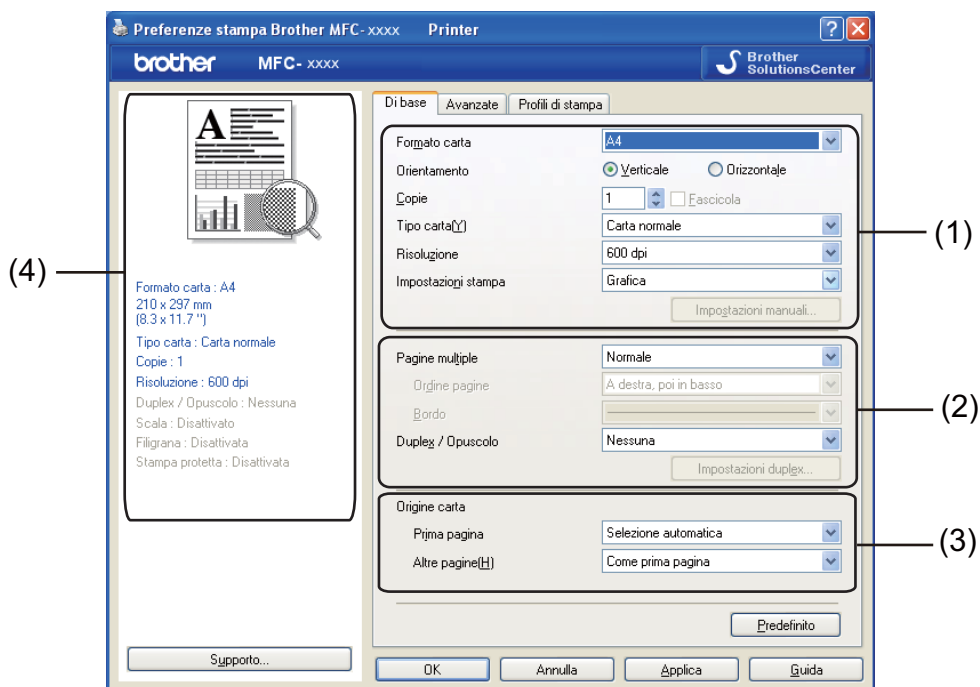 Preferenze stampa Brother MFC- xxxx Printer
brother MFC- xxxx
Brother
SolutionsCenter
A
Formato carta : A4
210 x 297 mm
(8.3 x 11.7 ")
Tipo carta : Carta normale
Copie : 1
Risoluzione : 600 dpi
Duplex / Opuscolo : Nessuna
Scala : Disattivato
Filigrana : Disattivata
Stampa protetta : Disattivata
Supporto...
(4)
Di base Avanzate Profili di stampa
Formato carta A4
Orientamento Verticale Orizzontale
Copie 1 Fascicola
Tipo carta(Y) Carta normale
Risoluzione 600 dpi
Impostazioni stampa Grafica
Impostazioni manuali...
(1)
Pagine multiple Normale
Ordine pagine A destra, poi in basso
Bordo
Duplex / Opuscolo Nessuna
Impostazioni duplex...
(2)
Origine carta
Prima pagina Selezione automatica
Altre pagine(H) Come prima pagina
(3)
Predefinito
OK Annulla Applica Guida